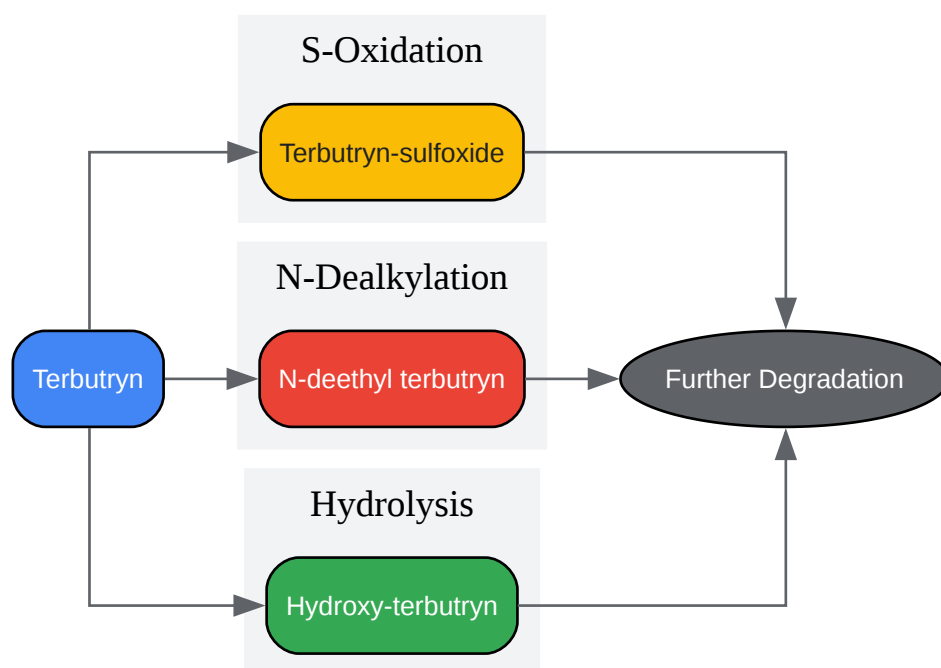 S-Oxidation
Terbutryn-sulfoxide
N-Dealkylation
Terbutryn
N-deethyl terbutryn
Further Degradation
Hydrolysis
Hydroxy-terbutryn